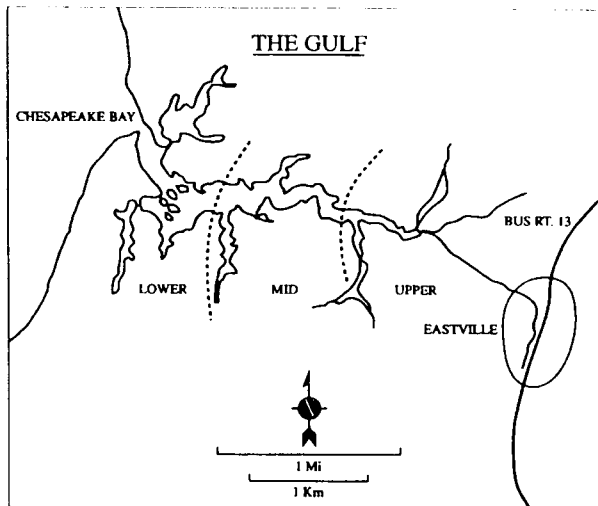 THE GULF
CHESAPEAKE BAY
BUS RT. 13
LOWER
MID
UPPER
EASTVILLE
1 Mi
1 Km